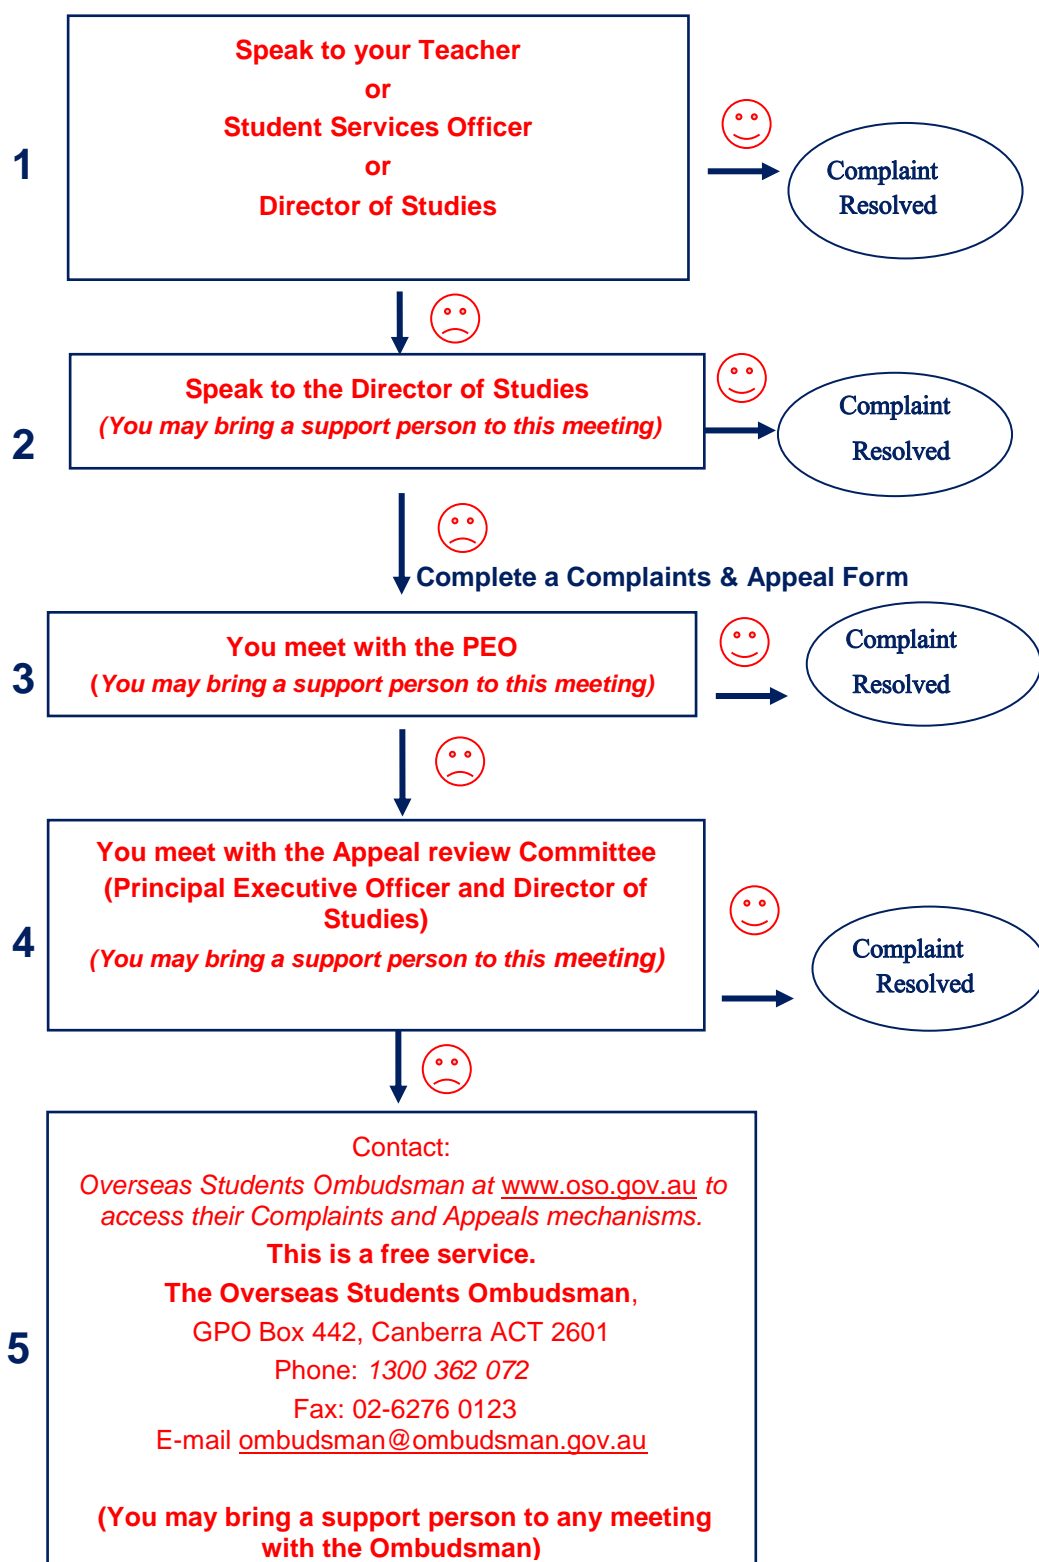 Speak to your Teacher
or
Student Services Officer
or
Director of Studies
1
Complaint
Resolved
Speak to the Director of Studies
(You may bring a support person to this meeting)
2
Complaint
Resolved
Complete a Complaints & Appeal Form
You meet with the PEO
(You may bring a support person to this meeting)
3
Complaint
Resolved
You meet with the Appeal review Committee
(Principal Executive Officer and Director of
Studies)
(You may bring a support person to this meeting)
4
Complaint
Resolved
Contact:
Overseas Students Ombudsman at www.oso.gov.au to
access their Complaints and Appeals mechanisms.
This is a free service.
The Overseas Students Ombudsman,
GPO Box 442, Canberra ACT 2601
5
Phone: 1300 362 072
Fax: 02-6276 0123
E-mail ombudsman@ombudsman.gov.au
(You may bring a support person to any meeting
with the Ombudsman)